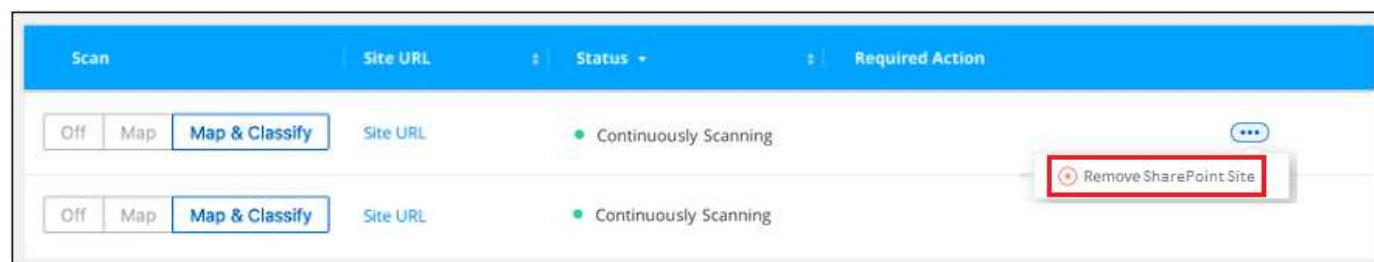 Scan Site URL Status Required Action
Off Map Map & Classify Site URL Continuously Scanning
Remove SharePoint Site
Off Map Map & Classify Site URL Continuously Scanning